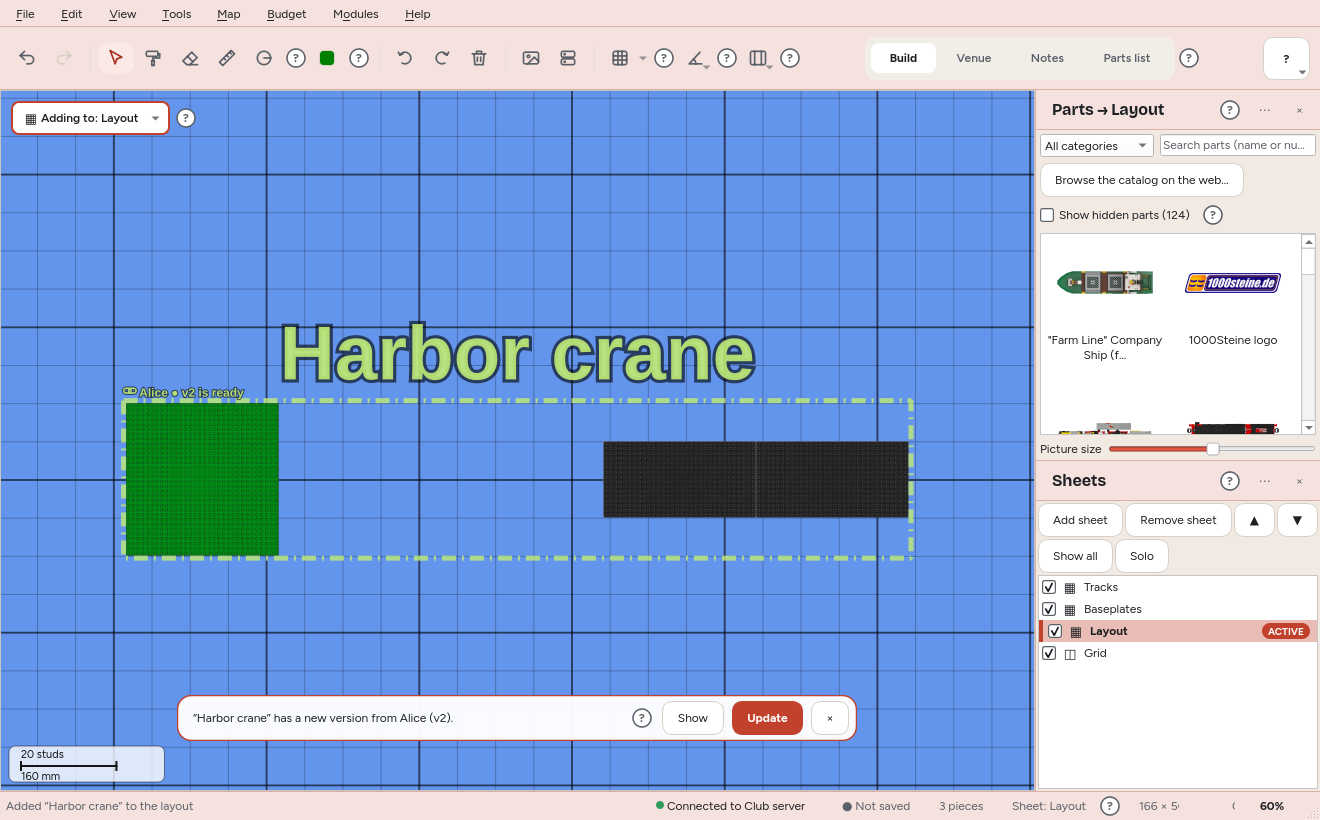 File Edit View Tools Map Budget Modules Help
? ? ? ? ? Build Venue Notes Parts list ? ?
Adding to: Layout ?
Harbor crane
Alice • v2 is ready
"Harbor crane" has a new version from Alice (v2). ? Show Update ×
20 studs
160 mm
Parts → Layout ? ... ×
All categories Search parts (name or nu...
Browse the catalog on the web...
Show hidden parts (124) ?
1000steine.de
"Farm Line" Company
Ship (f...
1000Steine logo
Picture size
Sheets ? ... ×
Add sheet Remove sheet ▲ ▼
Show all Solo
Tracks
Baseplates
Layout ACTIVE
Grid
Added "Harbor crane" to the layout Connected to Club server Not saved 3 pieces Sheet: Layout ? 166 × 60%